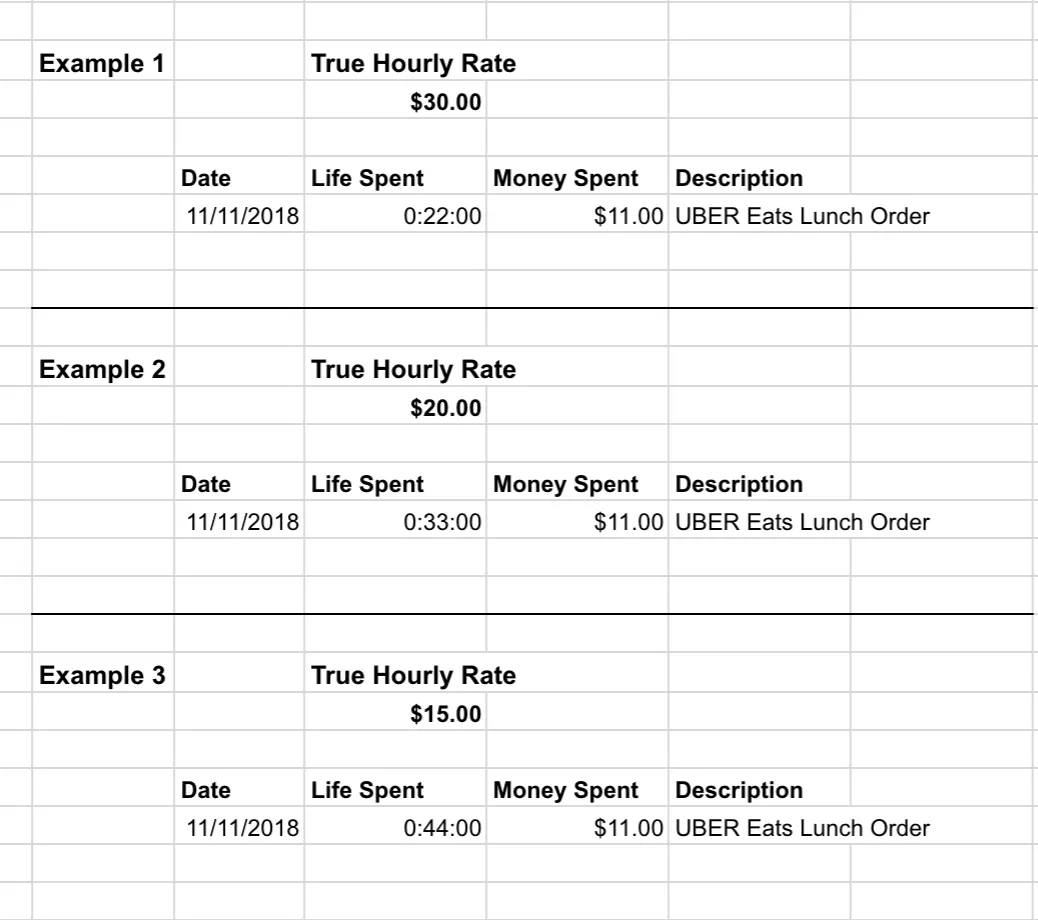 Example 1 True Hourly Rate
$30.00
Date Life Spent Money Spent Description
11/11/2018 0:22:00 $11.00 UBER Eats Lunch Order
Example 2 True Hourly Rate
$20.00
Date Life Spent Money Spent Description
11/11/2018 0:33:00 $11.00 UBER Eats Lunch Order
Example 3 True Hourly Rate
$15.00
Date Life Spent Money Spent Description
11/11/2018 0:44:00 $11.00 UBER Eats Lunch Order